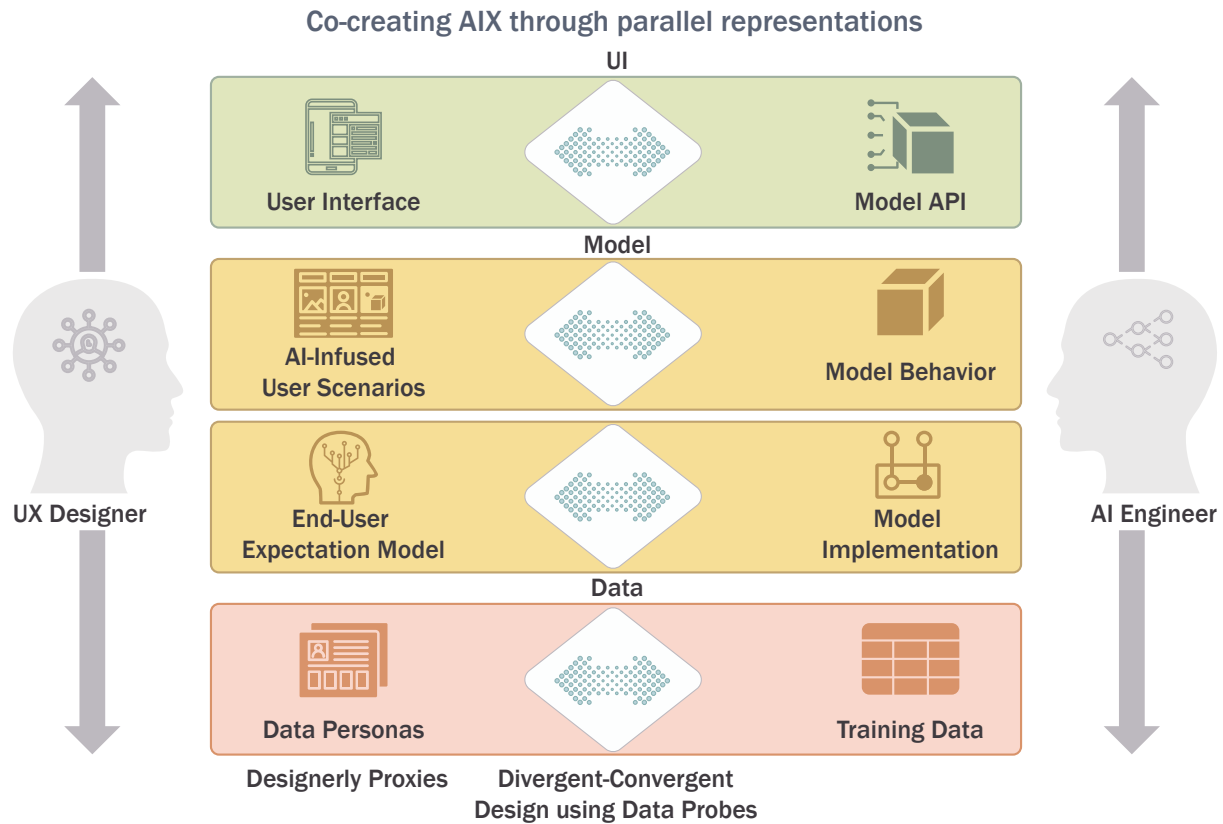 Co-creating AIX through parallel representations
UI
User Interface
Model API
Model
AI-Infused
User Scenarios
Model Behavior
UX Designer
AI Engineer
End-User
Expectation Model
Model
Implementation
Data
Data Personas
Training Data
Designerly Proxies
Divergent-Convergent
Design using Data Probes